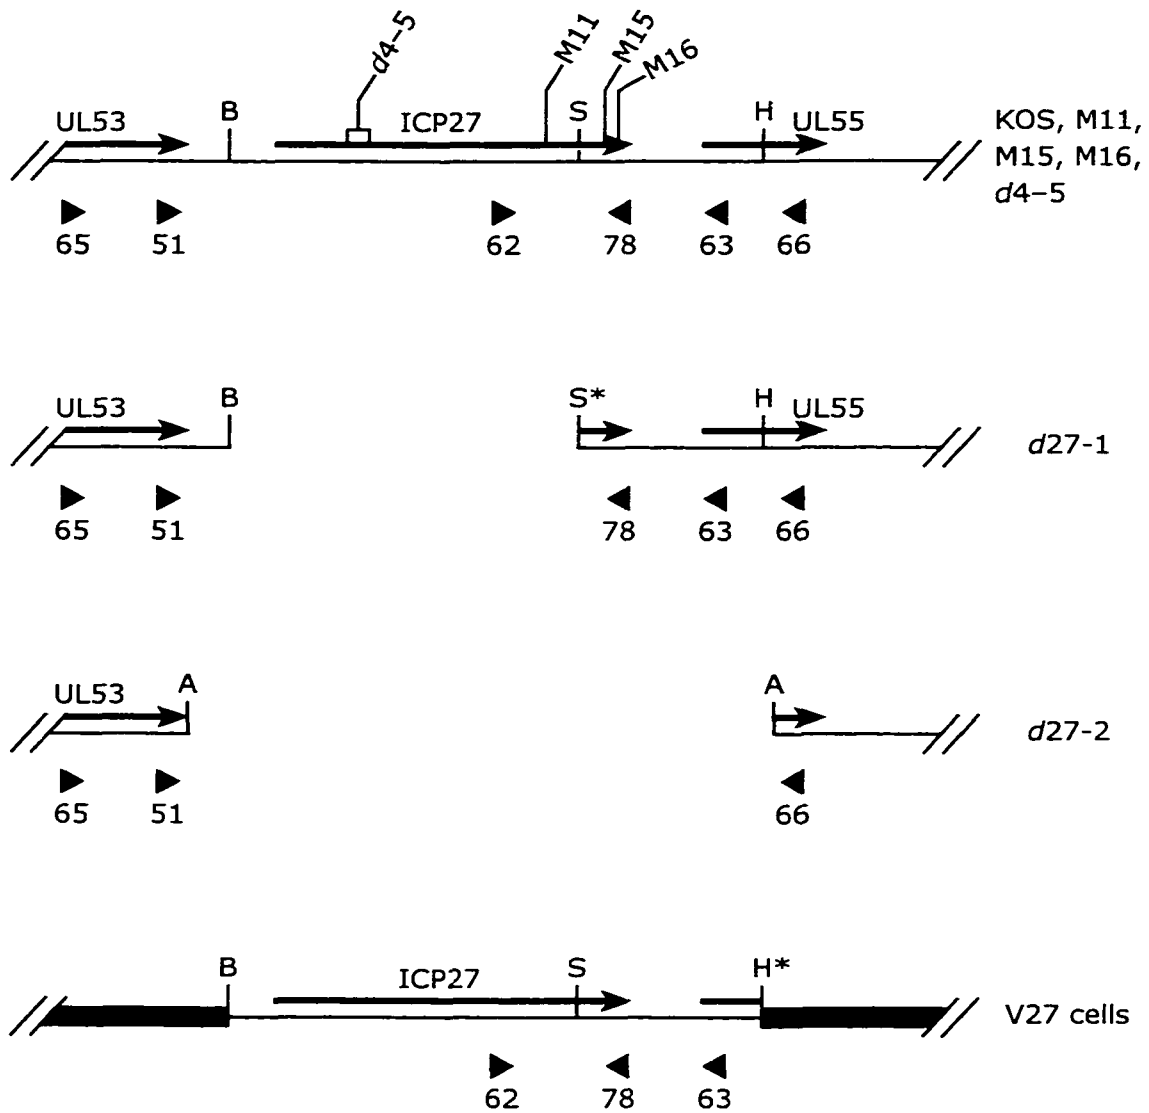 d4–5 M11 M15 M16
UL53 B ICP27 S H UL55
KOS, M11,
M15, M16,
d4–5
65 51 62 78 63 66
UL53 B S* H UL55
d27-1
65 51 78 63 66
UL53 A A
d27-2
65 51 66
B ICP27 S H*
V27 cells
62 78 63